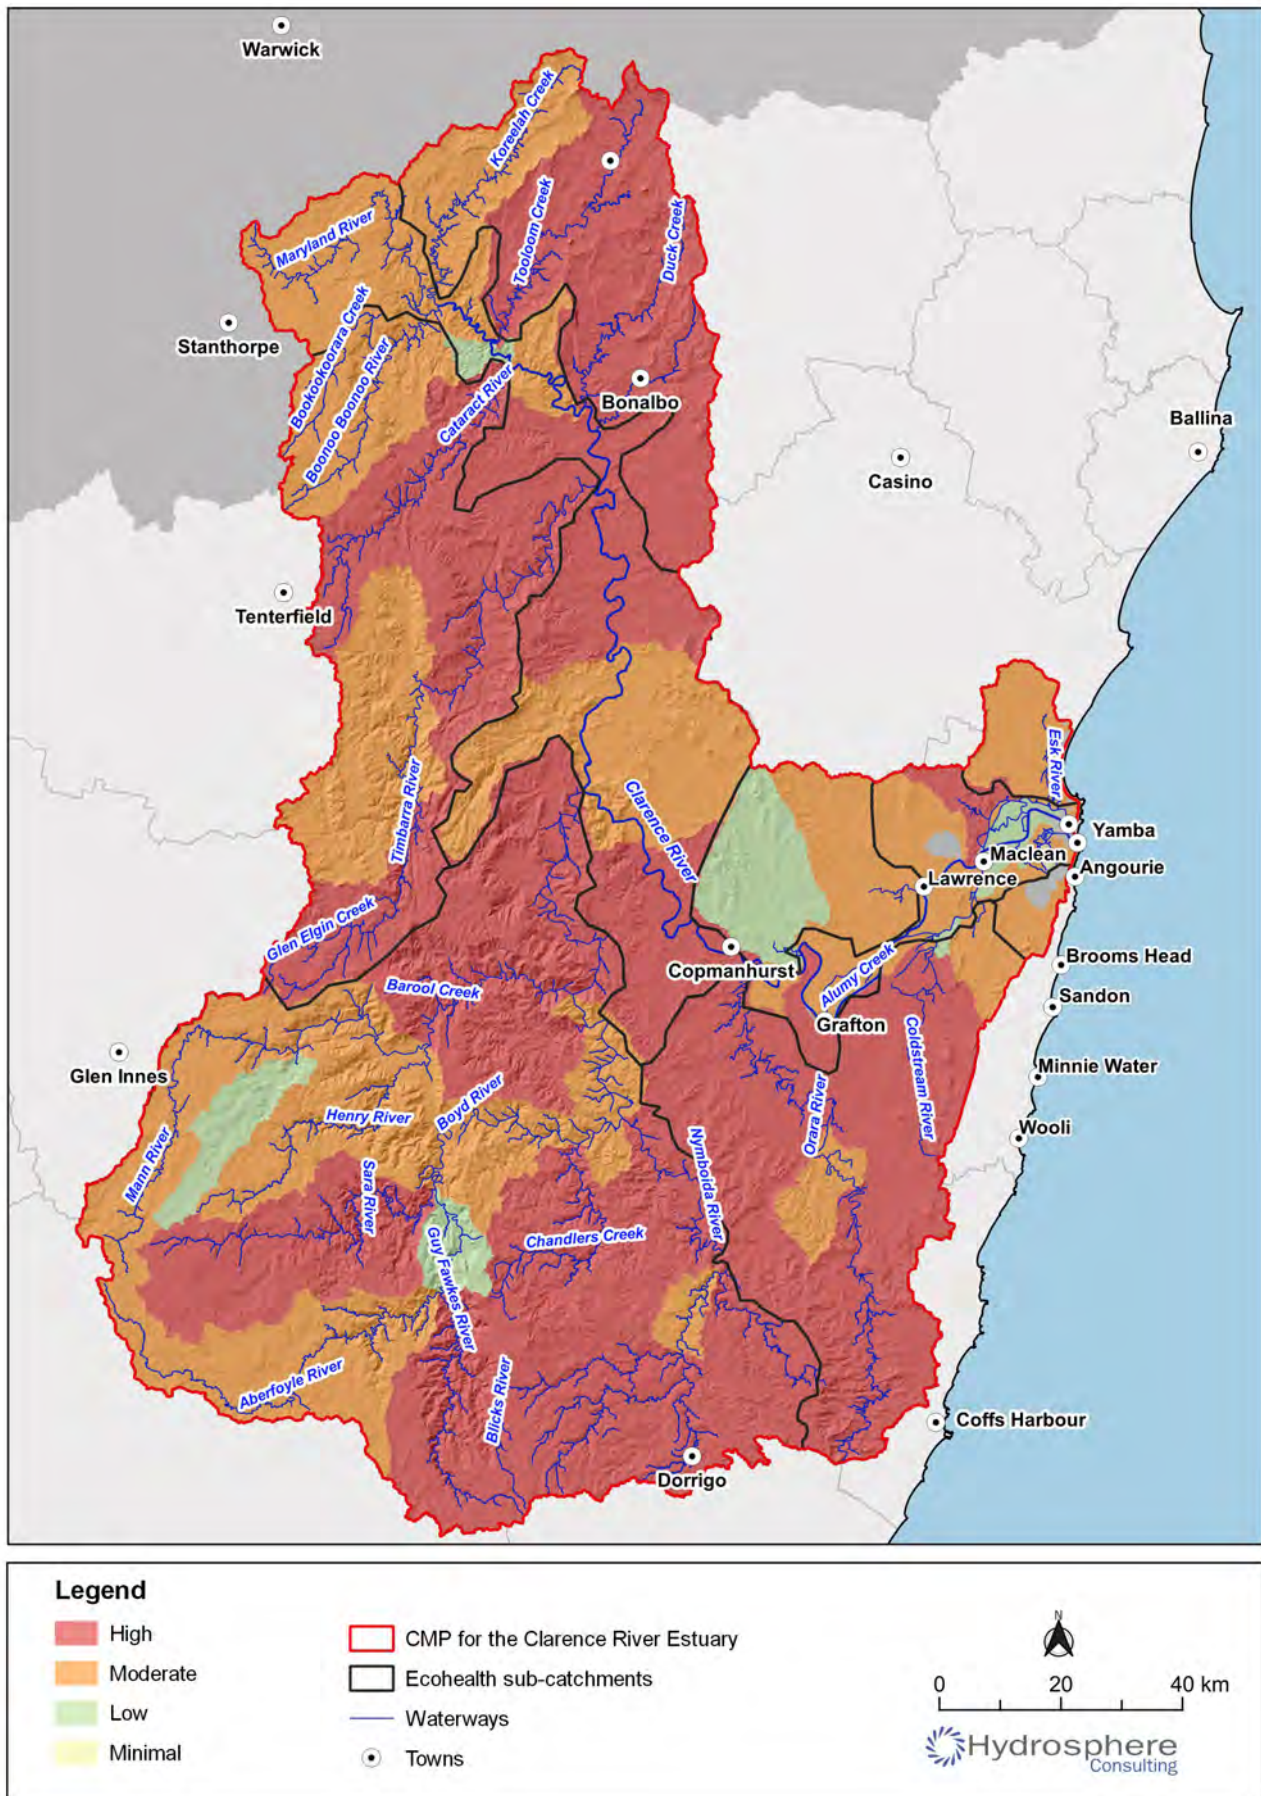 Warwick
Koreelah Creek
Maryland River
Tooloom Creek
Duck Creek
Stanthorpe
Bookookoorara Creek
Boonoo Boonoo River
Cataract River
Bonalbo
Ballina
Casino
Tenterfield
Esk River
Timbarra River
Clarence River
Yamba
Maclean
Angourie
Lawrence
Glen Elgin Creek
Copmanhurst
Alumy Creek
Brooms Head
Barool Creek
Sandon
Grafton
Coldstream River
Glen Innes
Minnie Water
Henry River
Boyd River
Orara River
Wooli
Mann River
Sara River
Nymboida River
Chandlers Creek
Guy Fawkes River
Aberfoyle River
Blicks River
Coffs Harbour
Dorrigo
Legend
High
Moderate
Low
Minimal
CMP for the Clarence River Estuary
Ecohealth sub-catchments
Waterways
Towns
N
0 20 40 km
Hydrosphere
Consulting